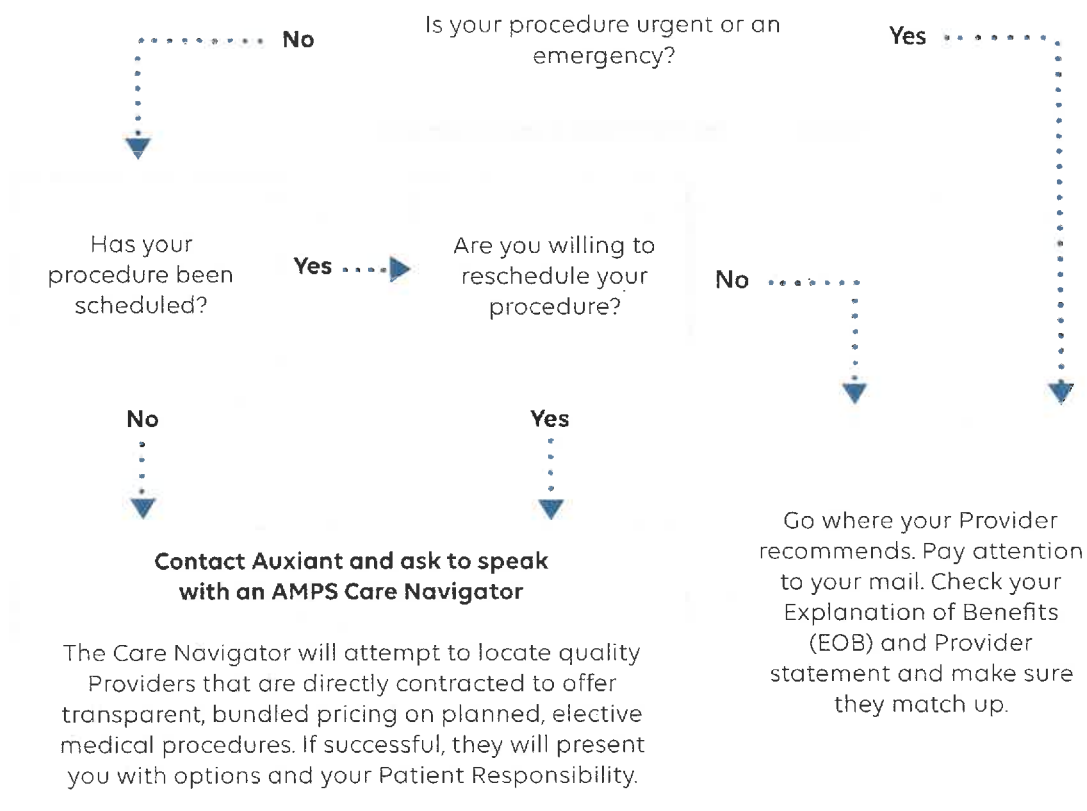 Is your procedure urgent or an
emergency?
No
Yes
Has your
procedure been
scheduled?
Yes
Are you willing to
reschedule your
procedure?
No
No
Yes
Contact Auxiant and ask to speak
with an AMPS Care Navigator
The Care Navigator will attempt to locate quality
Providers that are directly contracted to offer
transparent, bundled pricing on planned, elective
medical procedures. If successful, they will present
you with options and your Patient Responsibility.
Go where your Provider
recommends. Pay attention
to your mail. Check your
Explanation of Benefits
(EOB) and Provider
statement and make sure
they match up.